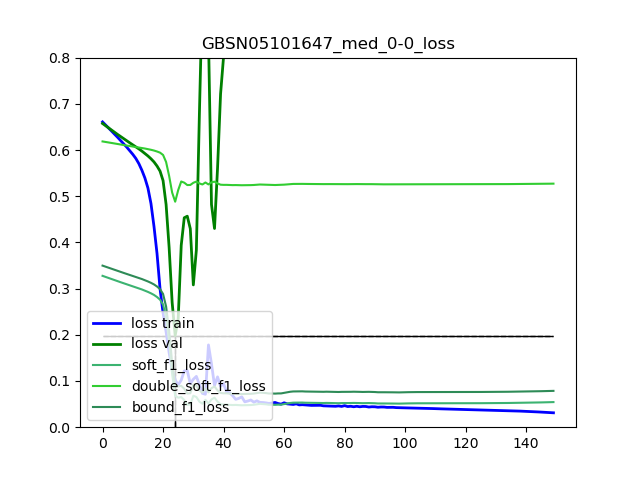 GBSN05101647_med_0-0_loss
0.8
0.7
0.6
0.5
0.4
0.3
0.2
0.1
0.0
loss train
loss val
soft_f1_loss
double_soft_f1_loss
bound_f1_loss
0 20 40 60 80 100 120 140